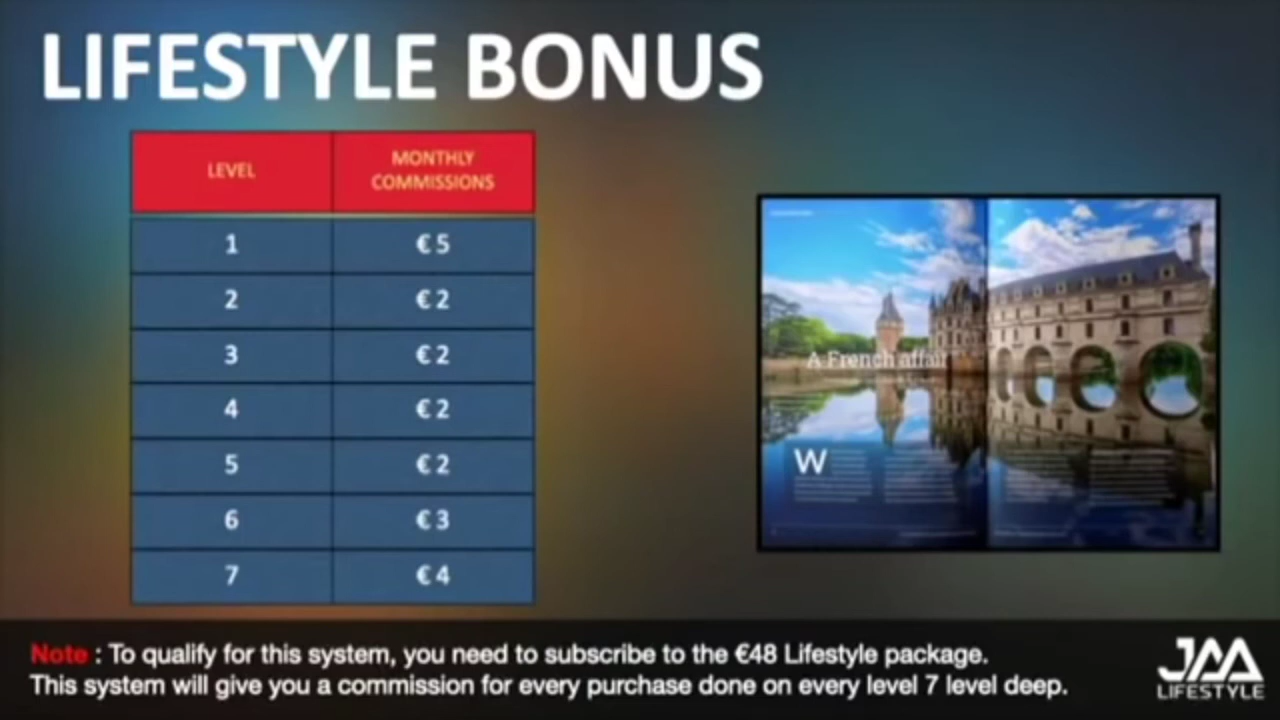 LIFESTYLE BONUS
LEVEL
MONTHLY
COMMISSIONS
1
€5
2
€2
3
€2
4
€2
5
€2
6
€3
7
€4
A French affair
W
Note : To qualify for this system, you need to subscribe to the €48 Lifestyle package.
This system will give you a commission for every purchase done on every level 7 level deep.
JAA
LIFESTYLE